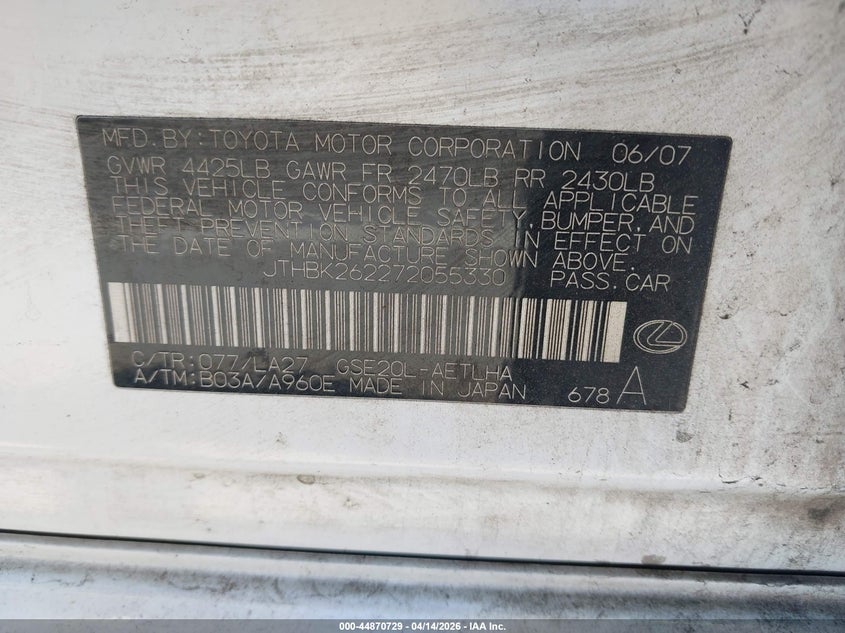 MFD. BY: TOYOTA MOTOR CORPORATION 06/07
GVWR 4425LB GAWR FR 2470LB RR 2430LB
THIS VEHICLE CONFORMS TO ALL APPLICABLE
FEDERAL MOTOR VEHICLE SAFETY, BUMPER, AND
THEFT PREVENTION STANDARDS IN EFFECT ON
THE DATE OF MANUFACTURE SHOWN ABOVE.
JTHBK262272055330 PASS. CAR
C/TR: 077/LA27 GSE20L-AETLHA
A/TM: B03A/A960E MADE IN JAPAN 678 A
000-44870729 - 04/14/2026 - IAA Inc.